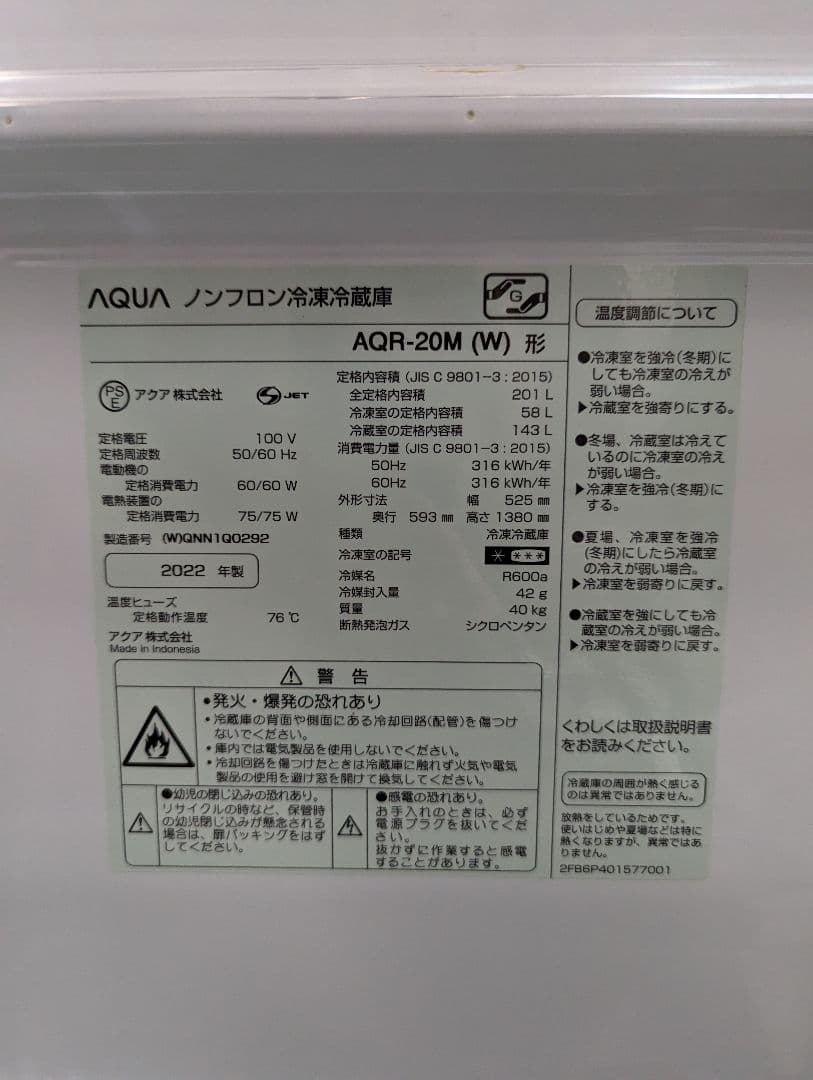 AQUA ノンフロン冷凍冷蔵庫
G
AQR-20M (W) 形
PS
E
アクア 株式会社
JET
定格電圧 100 V
定格周波数 50/60 Hz
電動機の
定格消費電力 60/60 W
電熱装置の
定格消費電力 75/75 W
製造番号 (W)QNN1Q0292
2022 年製
温度ヒューズ
定格動作温度 76 ℃
アクア 株式会社
Made in Indonesia
定格内容積 (JIS C 9801-3 : 2015)
全定格内容積 201 L
冷凍室の定格内容積 58 L
冷蔵室の定格内容積 143 L
消費電力量 (JIS C 9801-3 : 2015)
50Hz 316 kWh/年
60Hz 316 kWh/年
外形寸法 幅 525 ㎜
奥行 593 ㎜ 高さ 1380 ㎜
種類 冷凍冷蔵庫
冷凍室の記号
冷媒名 R600a
冷媒封入量 42 g
質量 40 kg
断熱発泡ガス シクロペンタン
警 告
•発火・爆発の恐れあり
・冷蔵庫の背面や側面にある冷却回路(配管)を傷つけ
ないでください。
・庫内では電気製品を使用しないでください。
・冷却回路を傷つけたときは冷蔵庫に触れず火気や電気
製品の使用を避け窓を開けて換気してください。
●幼児の閉じ込みの恐れあり。
リサイクルの時など、保管時
の幼児閉じ込みが懸念される
場合は、扉パッキングをはず
してください。
●感電の恐れあり。
お手入れのときは、必ず
電源プラグを抜いてくだ
さい。
抜かずに作業すると感電
することがあります。
温度調節について
●冷凍室を強冷(冬期)に
しても冷凍室の冷えが
弱い場合。
▶冷蔵室を強寄りにする。
●冬場、冷蔵室は冷えて
いるのに冷凍室の冷え
が弱い場合。
▶冷凍室を強冷(冬期)に
する。
●夏場、冷凍室を強冷
(冬期)にしたら冷蔵室
の冷えが弱い場合。
▶冷凍室を弱寄りに戻す。
●冷蔵室を強にしても冷
蔵室の冷えが弱い場合。
▶冷凍室を弱寄りに戻す。
くわしくは取扱説明書
をお読みください。
冷蔵庫の周囲が熱く感じる
のは異常ではありません。
放熱をしているためです。
使いはじめや夏場などは特に
熱くなりますが、異常ではあ
りません。
2FB6P401577001